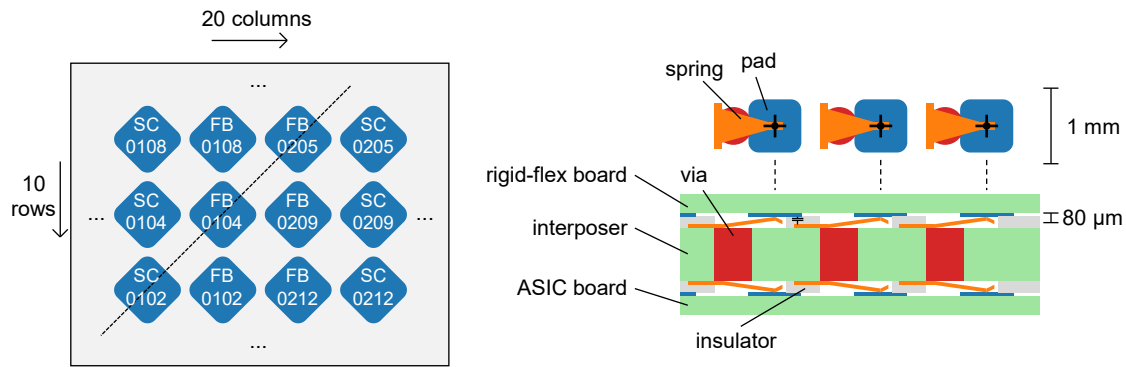 20 columns
...
SC
0108
FB
0108
FB
0205
SC
0205
10
rows
...
SC
0104
FB
0104
FB
0209
SC
0209
...
SC
0102
FB
0102
FB
0212
SC
0212
...
spring
pad
1 mm
via
rigid-flex board
80 µm
interposer
ASIC board
insulator